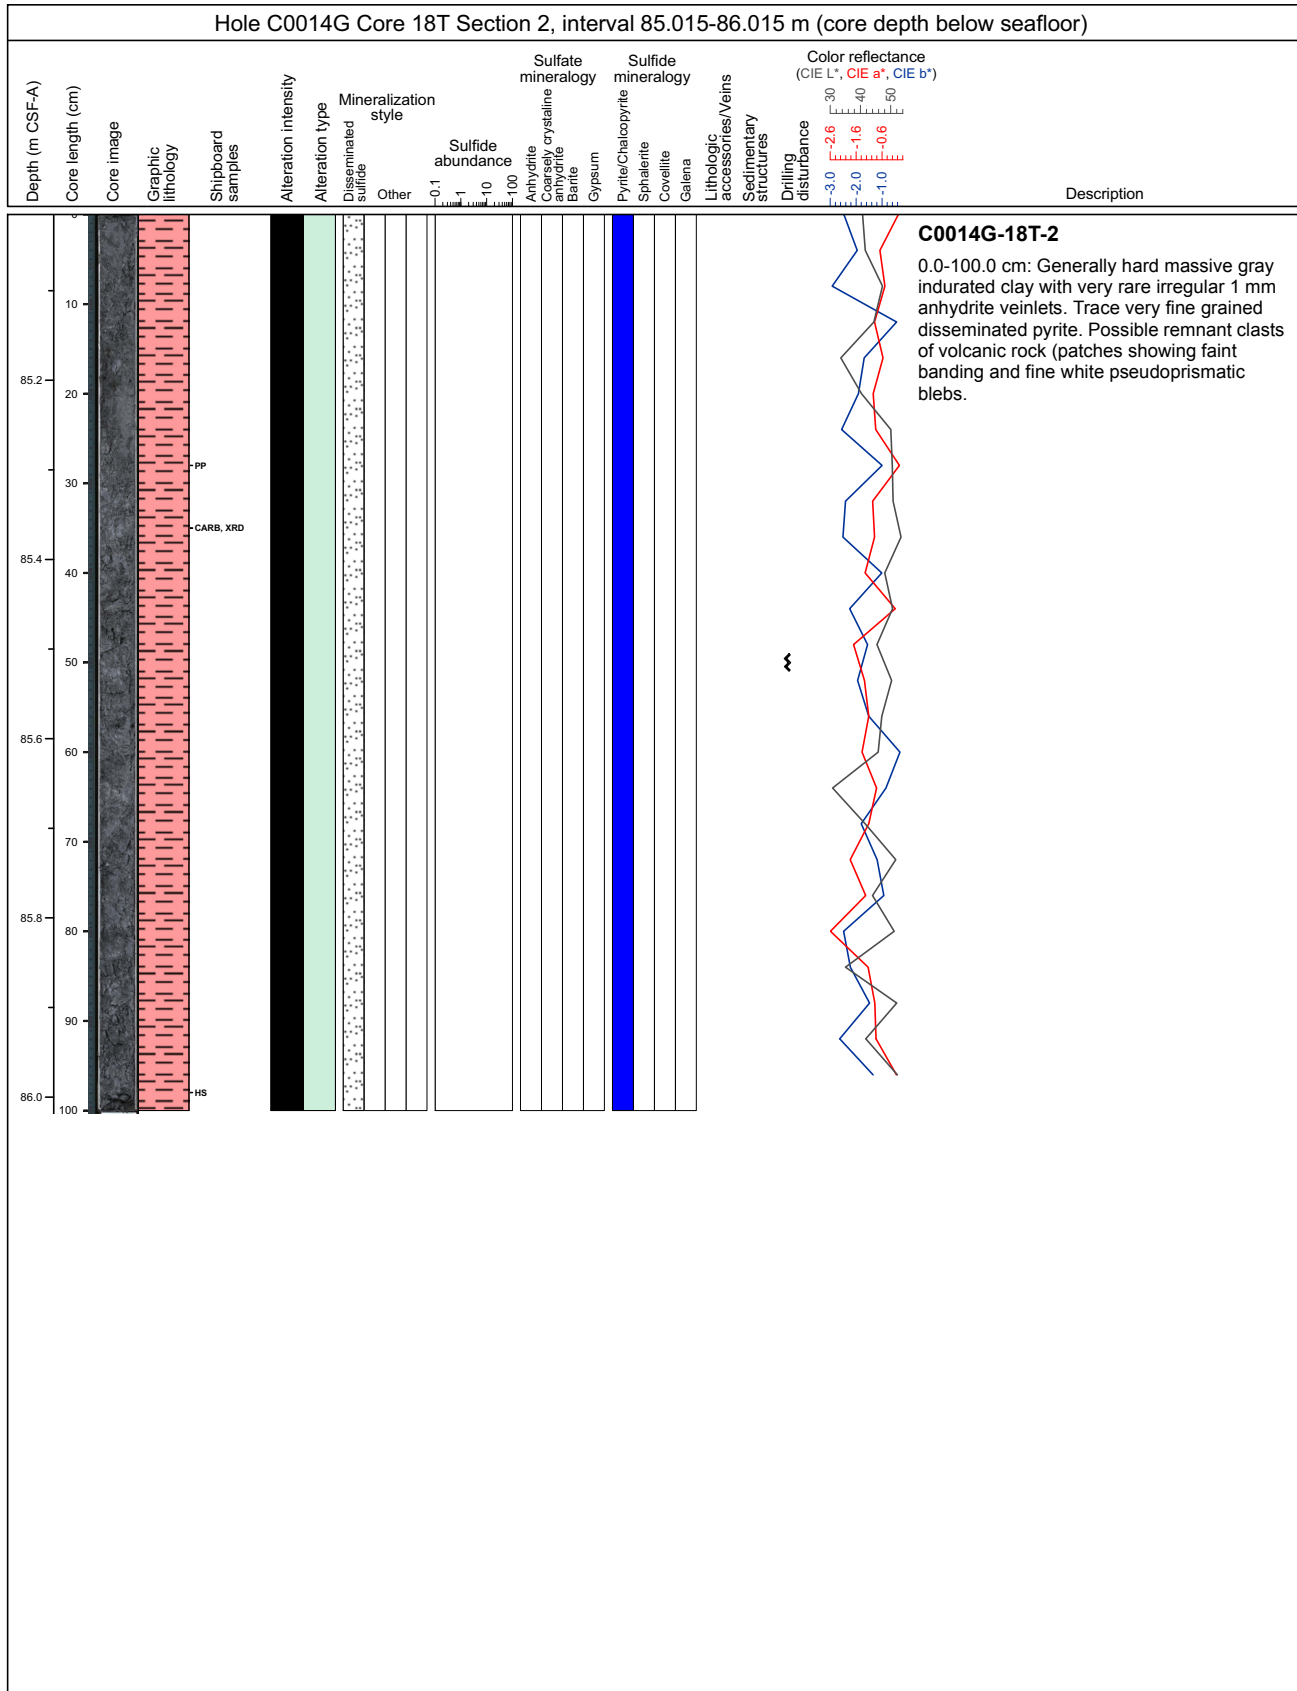 Hole C0014G Core 18T Section 2, interval 85.015-86.015 m (core depth below seafloor)
Depth (m CSF-A)
Core length (cm)
Core image
Graphic
lithology
Shipboard
samples
Alteration intensity
Alteration type
Mineralization
style
Disseminated
sulfide
Other
Sulfide
abundance
0.1
1
10
100
Sulfate
mineralogy
Anhydrite
Coarsely crystaline
anhydrite
Barite
Gypsum
Sulfide
mineralogy
Pyrite/Chalcopyrite
Sphalerite
Covellite
Galena
Lithologic
accessories/Veins
Sedimentary
structures
Drilling
disturbance
Color reflectance
(CIE L*, CIE a*, CIE b*)
30 40 50
-2.6 -1.6 -0.6
-3.0 -2.0 -1.0
Description
C0014G-18T-2
0.0-100.0 cm: Generally hard massive gray
indurated clay with very rare irregular 1 mm
anhydrite veinlets. Trace very fine grained
disseminated pyrite. Possible remnant clasts
of volcanic rock (patches showing faint
banding and fine white pseudoprismatic
blebs.
0
10
85.2
20
PP
30
CARB, XRD
85.4
40
50
85.6
60
70
85.8
80
90
HS
86.0
100